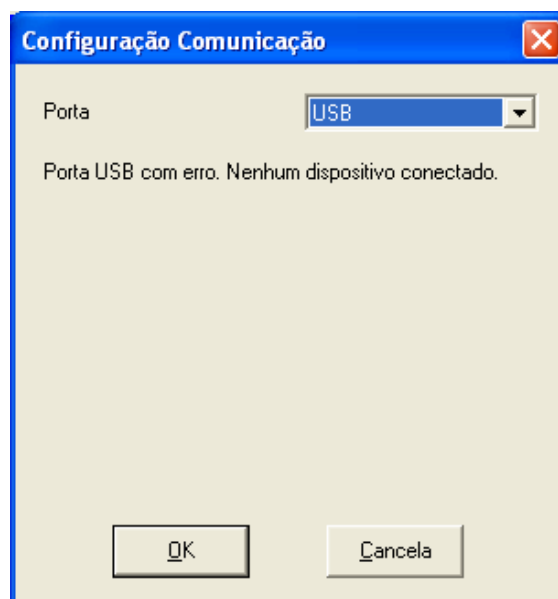 Configuração Comunicação
Porta USB
Porta USB com erro. Nenhum dispositivo conectado.
OK Cancela